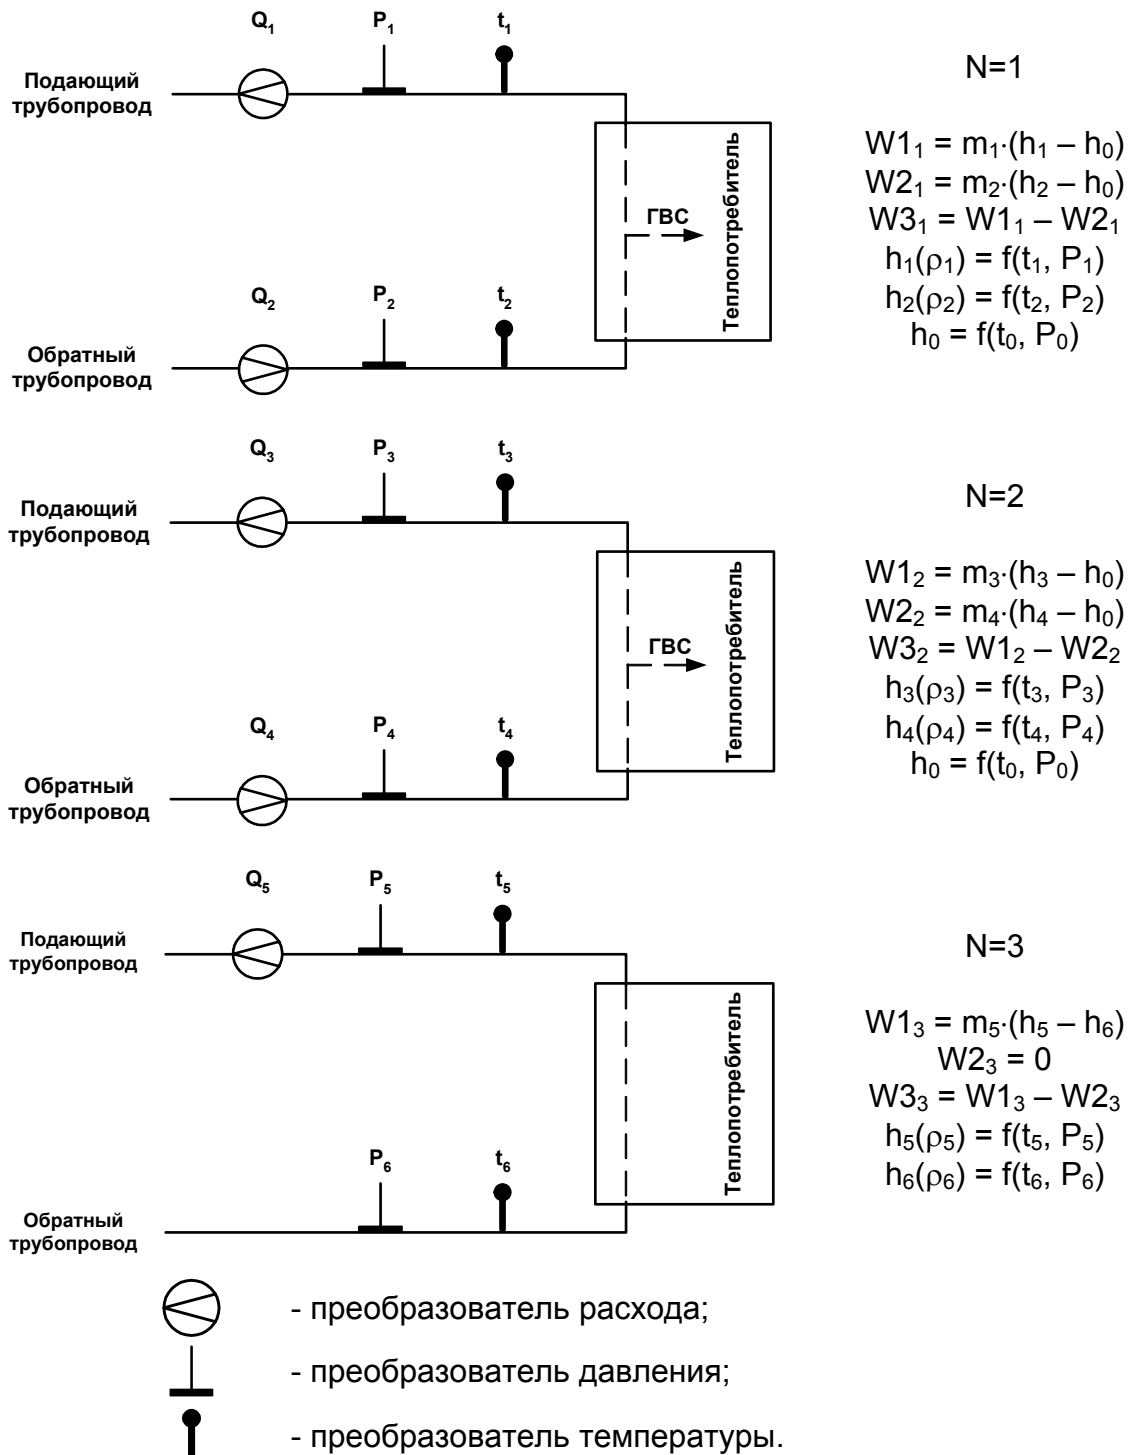 Q₁ P₁ t₁
Подающий
трубопровод
ГВС
Теплопотребитель
Q₂ P₂ t₂
Обратный
трубопровод
N=1
W1₁ = m₁·(h₁ – h₀)
W2₁ = m₂·(h₂ – h₀)
W3₁ = W1₁ – W2₁
h₁(ρ₁) = f(t₁, P₁)
h₂(ρ₂) = f(t₂, P₂)
h₀ = f(t₀, P₀)
Q₃ P₃ t₃
Подающий
трубопровод
ГВС
Теплопотребитель
Q₄ P₄ t₄
Обратный
трубопровод
N=2
W1₂ = m₃·(h₃ – h₀)
W2₂ = m₄·(h₄ – h₀)
W3₂ = W1₂ – W2₂
h₃(ρ₃) = f(t₃, P₃)
h₄(ρ₄) = f(t₄, P₄)
h₀ = f(t₀, P₀)
Q₅ P₅ t₅
Подающий
трубопровод
Теплопотребитель
P₆ t₆
Обратный
трубопровод
N=3
W1₃ = m₅·(h₅ – h₆)
W2₃ = 0
W3₃ = W1₃ – W2₃
h₅(ρ₅) = f(t₅, P₅)
h₆(ρ₆) = f(t₆, P₆)
- преобразователь расхода;
- преобразователь давления;
- преобразователь температуры.